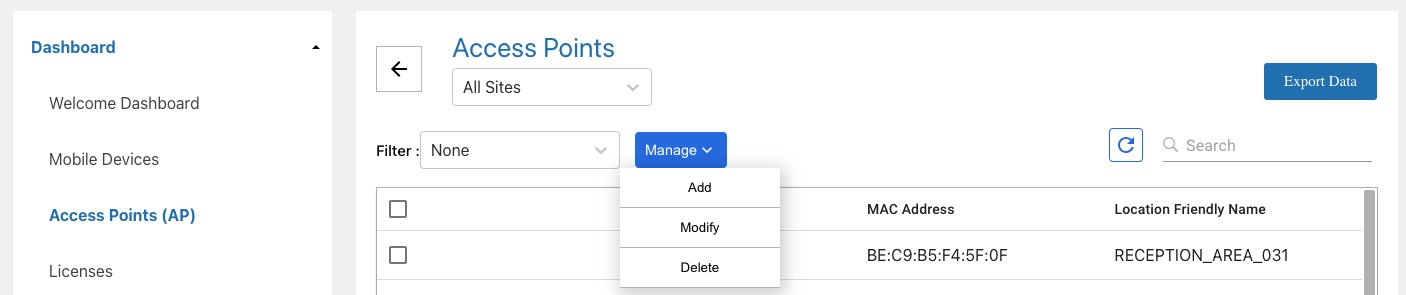 Dashboard
Welcome Dashboard
Mobile Devices
Access Points (AP)
Licenses
Access Points
All Sites
Export Data
Filter : None
Manage
Search
Add
Modify
Delete
MAC Address Location Friendly Name
BE:C9:B5:F4:5F:0F RECEPTION_AREA_031